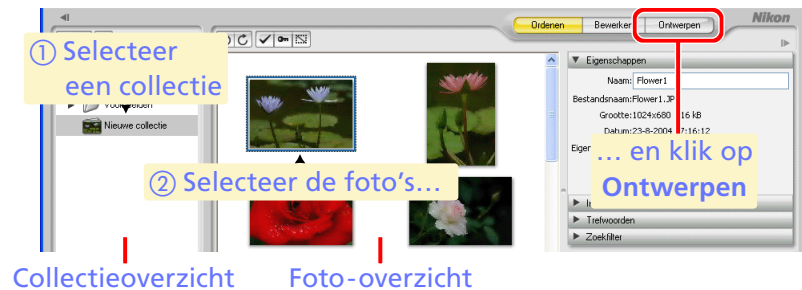 Ordenen Bewerken Ontwerpen Nikon
① Selecteer
een collectie
Nieuwe collectie
② Selecteer de foto's...
Eigenschappen
Naam: Flower1
Bestandsnaam: Flower1.JP
Grootte: 1024x680 16 kB
Datum: 23-8-2004 17:16:12
... en klik op
Ontwerpen
Trefwoorden
Zoekfilter
Collectieoverzicht Foto-overzicht